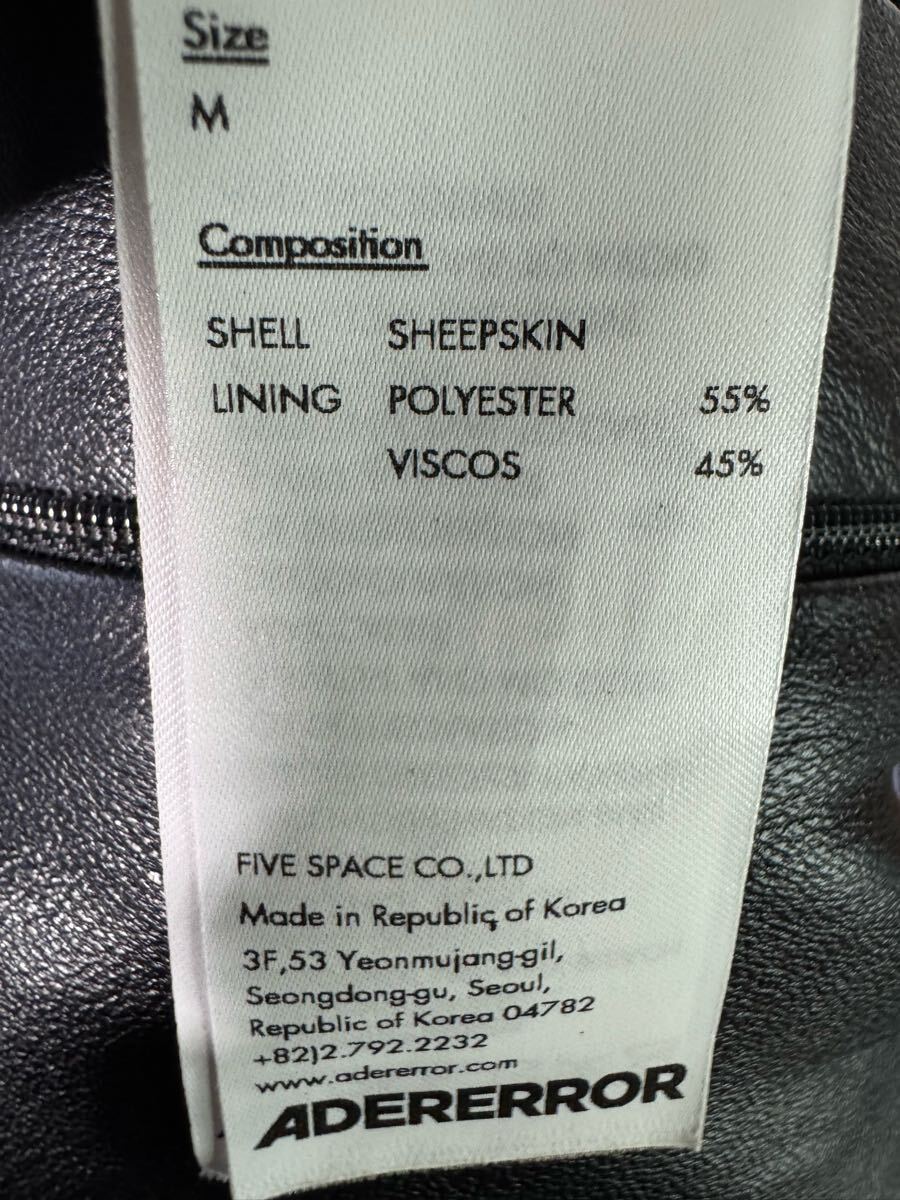 Size
M
Composition
SHELL SHEEPSKIN
LINING POLYESTER 55%
VISCOS 45%
FIVE SPACE CO.,LTD
Made in Republic of Korea
3F,53 Yeonmujang-gil,
Seongdong-gu, Seoul,
Republic of Korea 04782
+82)2.792.2232
www.adererror.com
ADERERROR